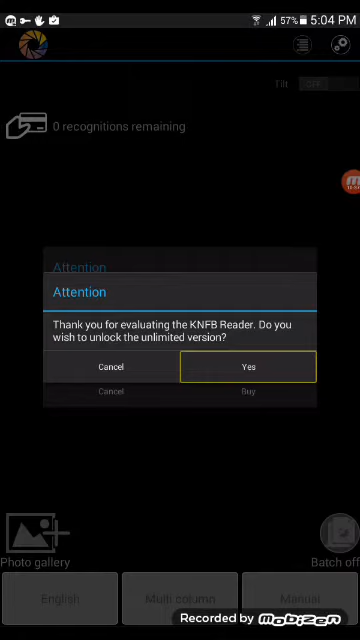 57% 5:04 PM
Tilt OFF
0 recognitions remaining
Attention
Attention
Thank you for evaluating the KNFB Reader. Do you
wish to unlock the unlimited version?
Cancel Yes
Cancel Buy
Photo gallery Batch off
English Multi column Manual
Recorded by Mobizen